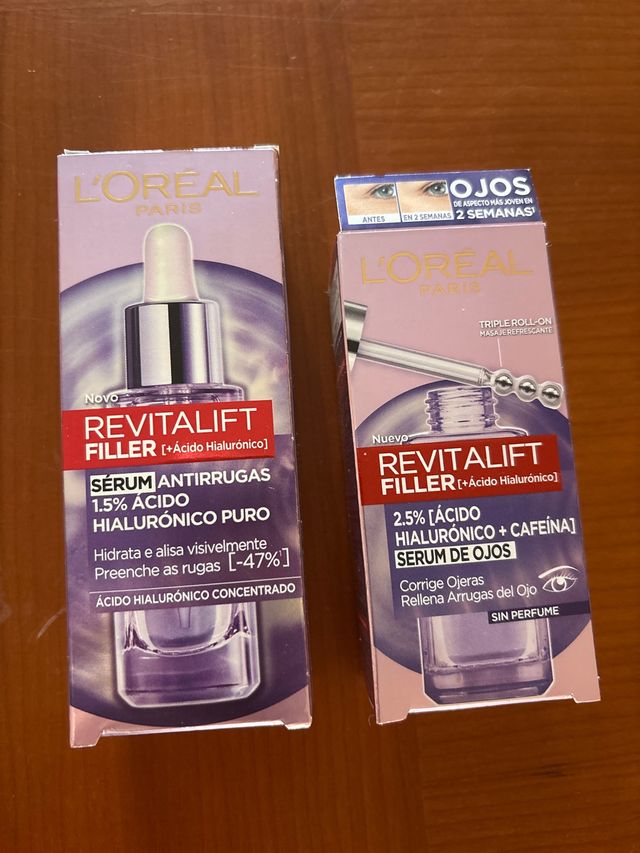 L'ORÉAL
PARIS
Novo
REVITALIFT
FILLER [+Ácido Hialurónico]
SÉRUM ANTIRRUGAS
1.5% ÁCIDO
HIALURÓNICO PURO
Hidrata e alisa visivelmente
Preenche as rugas [-47%¹]
ÁCIDO HIALURÓNICO CONCENTRADO
ANTES
EN 2 SEMANAS
OJOS
DE ASPECTO MÁS JOVEN EN
2 SEMANAS¹
L'ORÉAL
PARIS
TRIPLE ROLL-ON
MASAJE REFRESCANTE
Nuevo
REVITALIFT
FILLER [+Ácido Hialurónico]
2.5% [ÁCIDO
HIALURÓNICO + CAFEÍNA]
SERUM DE OJOS
Corrige Ojeras
Rellena Arrugas del Ojo
SIN PERFUME